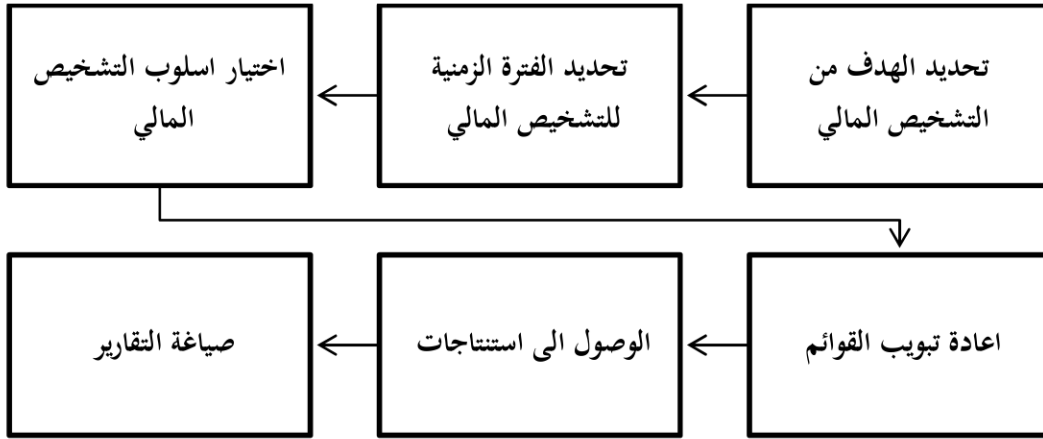 تحديد الهدف من
التشخيص المالي
تحديد الفترة الزمنية
للتشخيص المالي
اختيار اسلوب التشخيص
المالي
اعادة تبويب القوائم
الوصول الى استنتاجات
صياغة التقارير